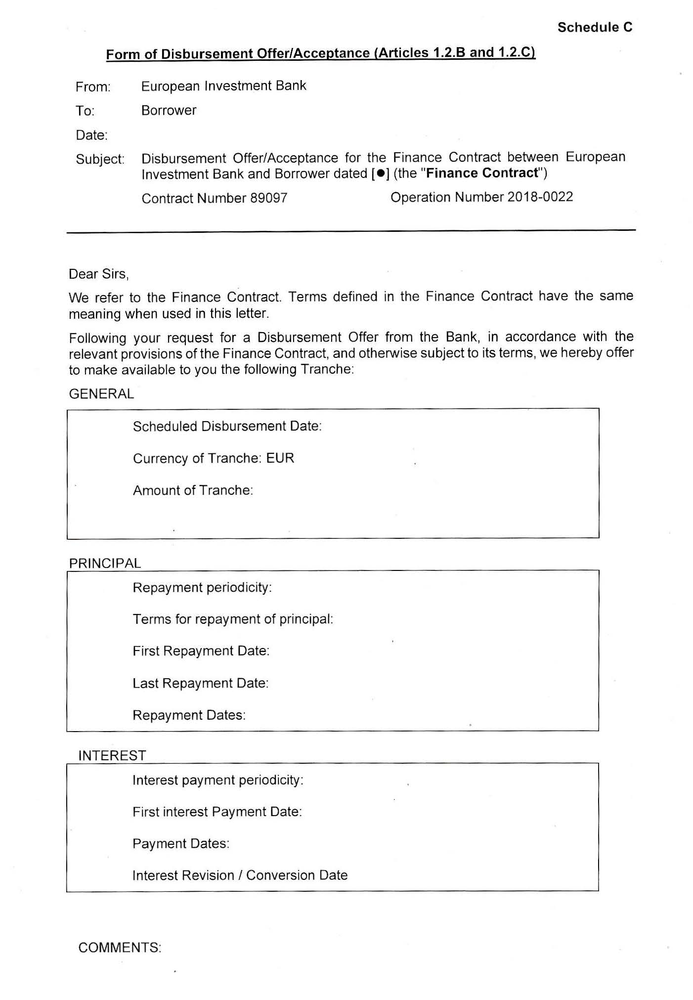 Schedule C
Form of Disbursement Offer/Acceptance (Articles 1.2.B and 1.2.C)
From: European Investment Bank
To: Borrower
Date:
Subject: Disbursement Offer/Acceptance for the Finance Contract between European
Investment Bank and Borrower dated [●] (the "Finance Contract")
Contract Number 89097 Operation Number 2018-0022
Dear Sirs,
We refer to the Finance Contract. Terms defined in the Finance Contract have the same
meaning when used in this letter.
Following your request for a Disbursement Offer from the Bank, in accordance with the
relevant provisions of the Finance Contract, and otherwise subject to its terms, we hereby offer
to make available to you the following Tranche:
GENERAL
Scheduled Disbursement Date:
Currency of Tranche: EUR
Amount of Tranche:
PRINCIPAL
Repayment periodicity:
Terms for repayment of principal:
First Repayment Date:
Last Repayment Date:
Repayment Dates:
INTEREST
Interest payment periodicity:
First interest Payment Date:
Payment Dates:
Interest Revision / Conversion Date
COMMENTS: